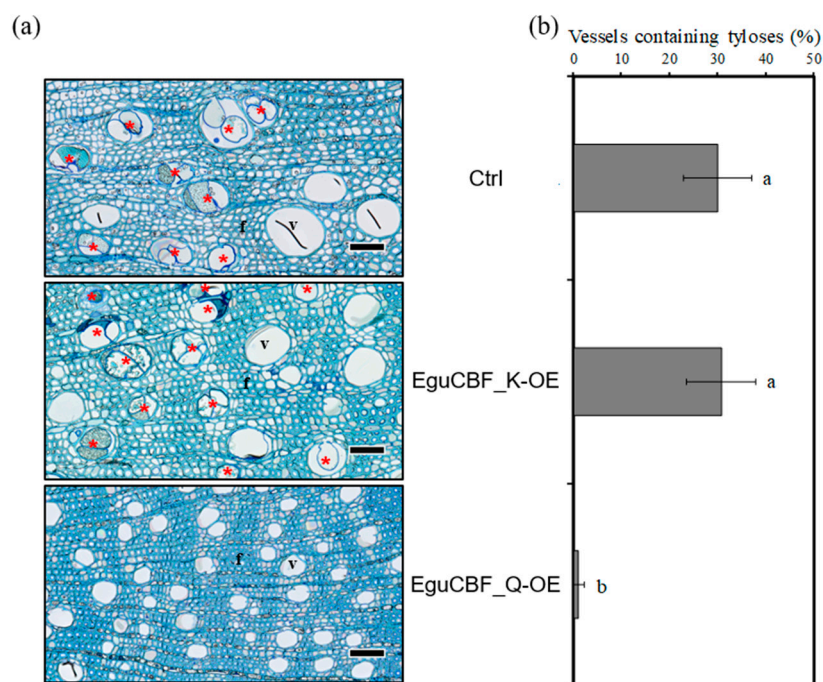 (a)
(b)
Vessels containing tyloses (%)
0 10 20 30 40 50
Ctrl
a
f
v
EguCBF_K-OE
a
v
f
EguCBF_Q-OE
b
f
v